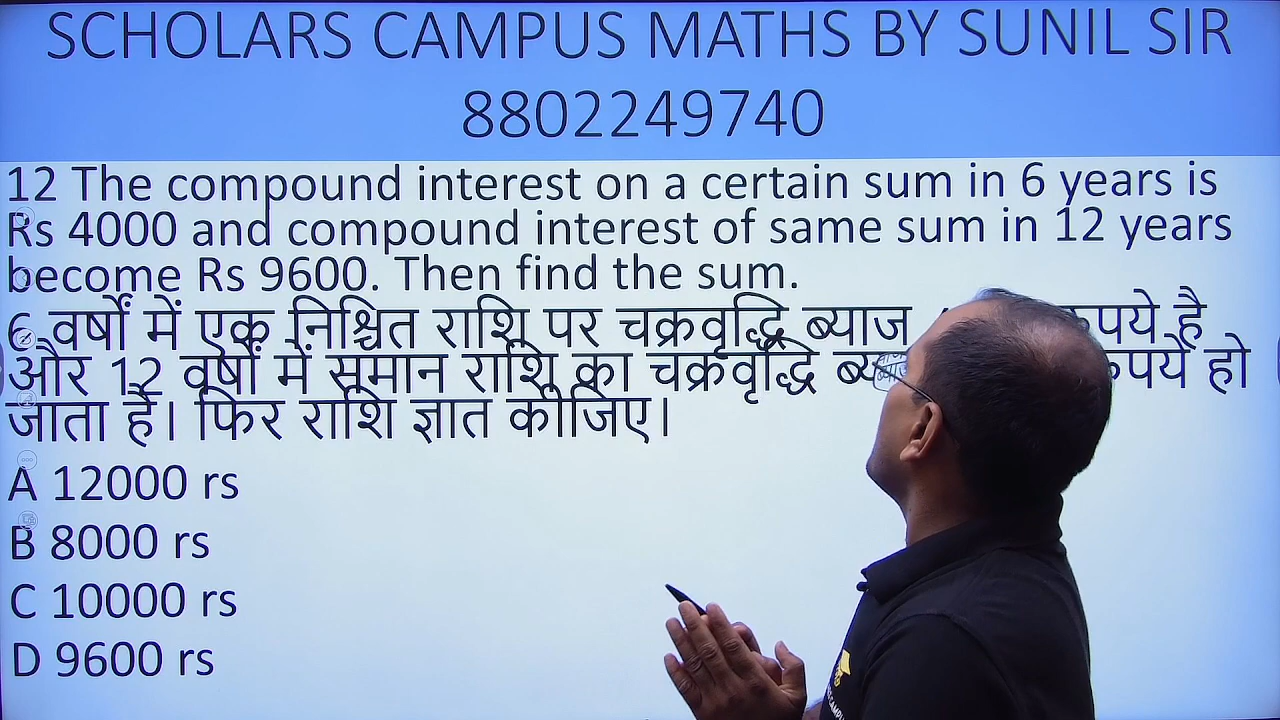 SCHOLARS CAMPUS MATHS BY SUNIL SIR
8802249740
12 The compound interest on a certain sum in 6 years is
Rs 4000 and compound interest of same sum in 12 years
become Rs 9600. Then find the sum.
6 वर्षों में एक निश्चित राशि पर चक्रवृद्धि ब्याज है
और 12 वर्षों में समान राशि का चक्रवृद्धि हो
जाता है। फिर राशि ज्ञात कीजिए।
A 12000 rs
B 8000 rs
C 10000 rs
D 9600 rs